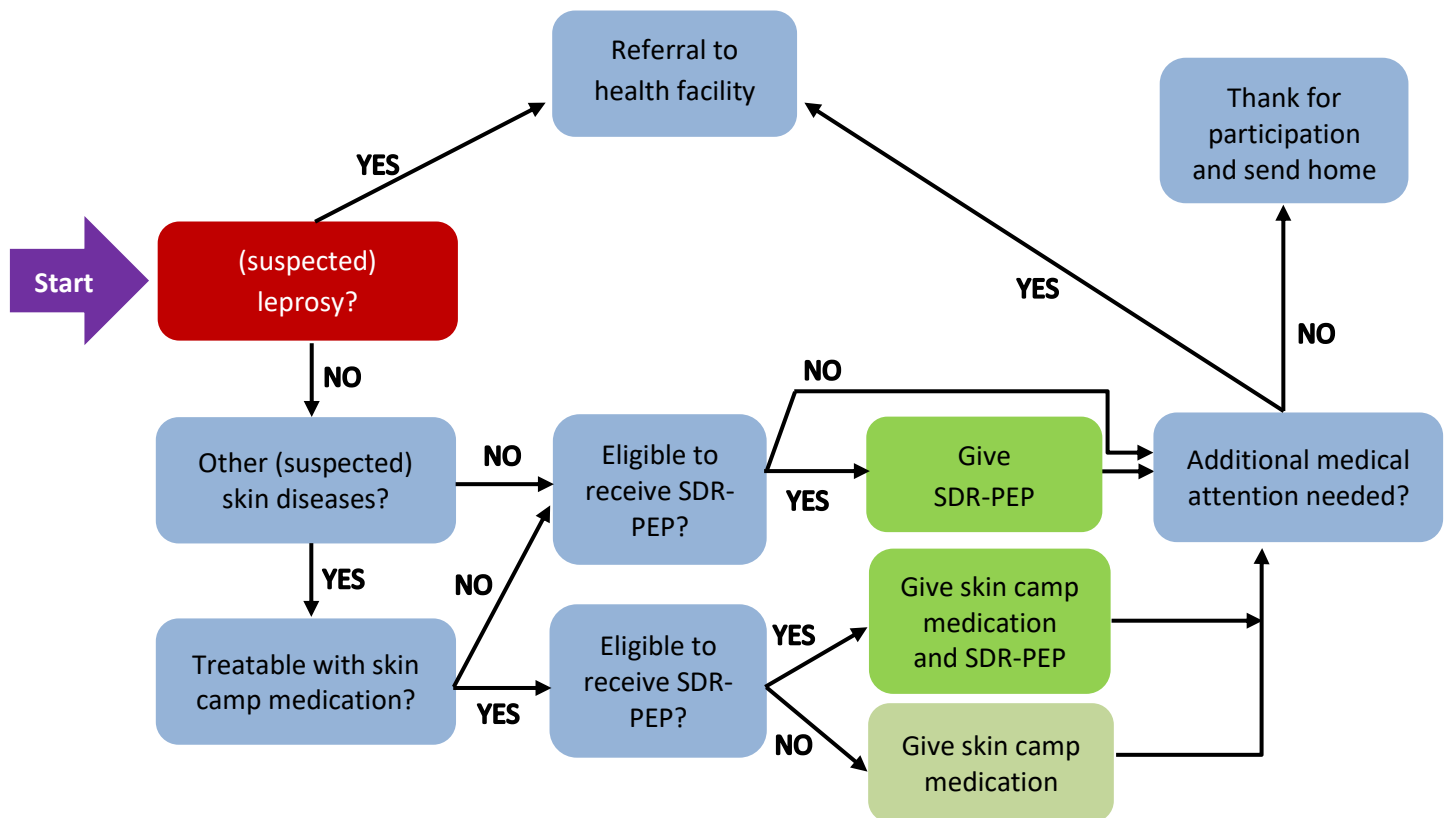 Referral to
health facility
Thank for
participation
and send home
YES
Start
(suspected)
leprosy?
YES
NO
NO
NO
Other (suspected)
skin diseases?
NO
Eligible to
receive SDR-
PEP?
YES
Give
SDR-PEP
Additional medical
attention needed?
YES
NO
Treatable with skin
camp medication?
YES
Eligible to
receive SDR-
PEP?
YES
Give skin camp
medication
and SDR-PEP
NO
Give skin camp
medication